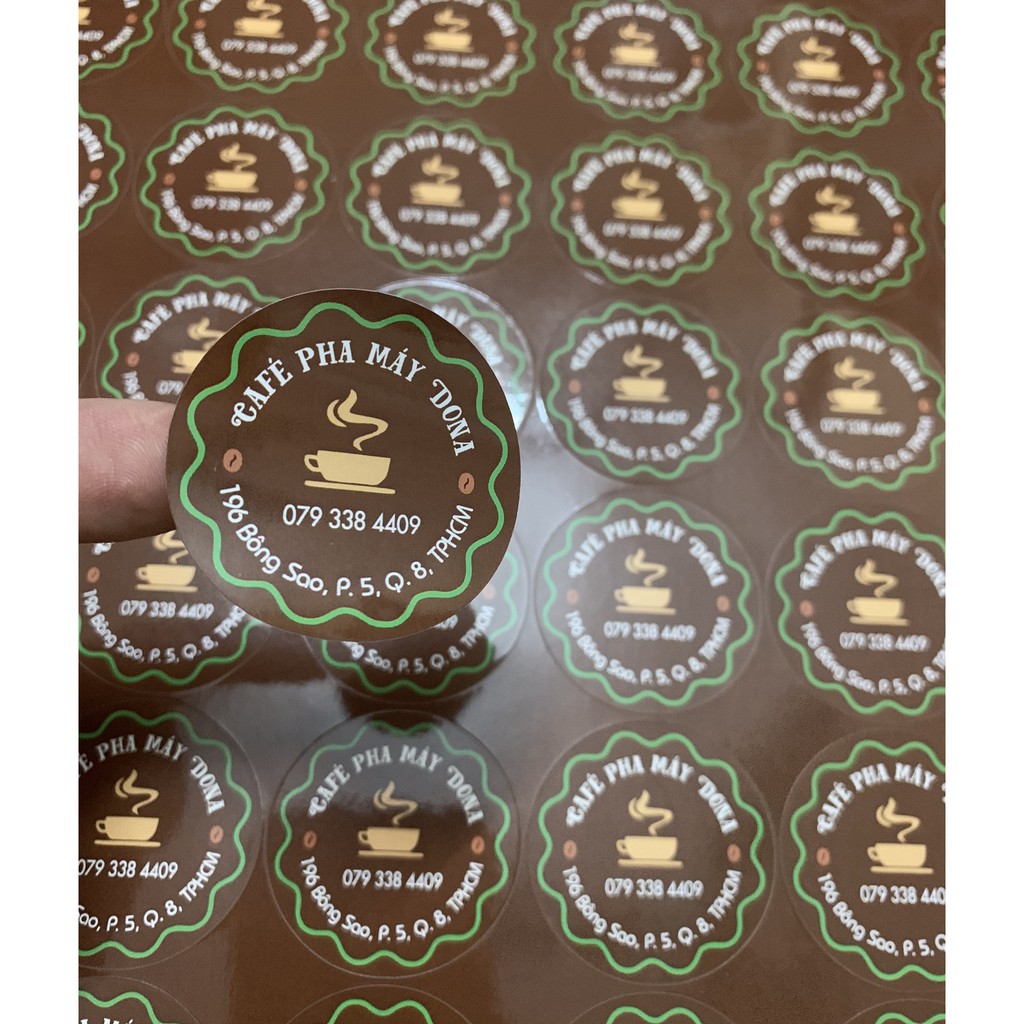 CAFÉ PHA MÁY DONA
079 338 4409
196 Bông Sao, P. 5, Q. 8, TPHCM